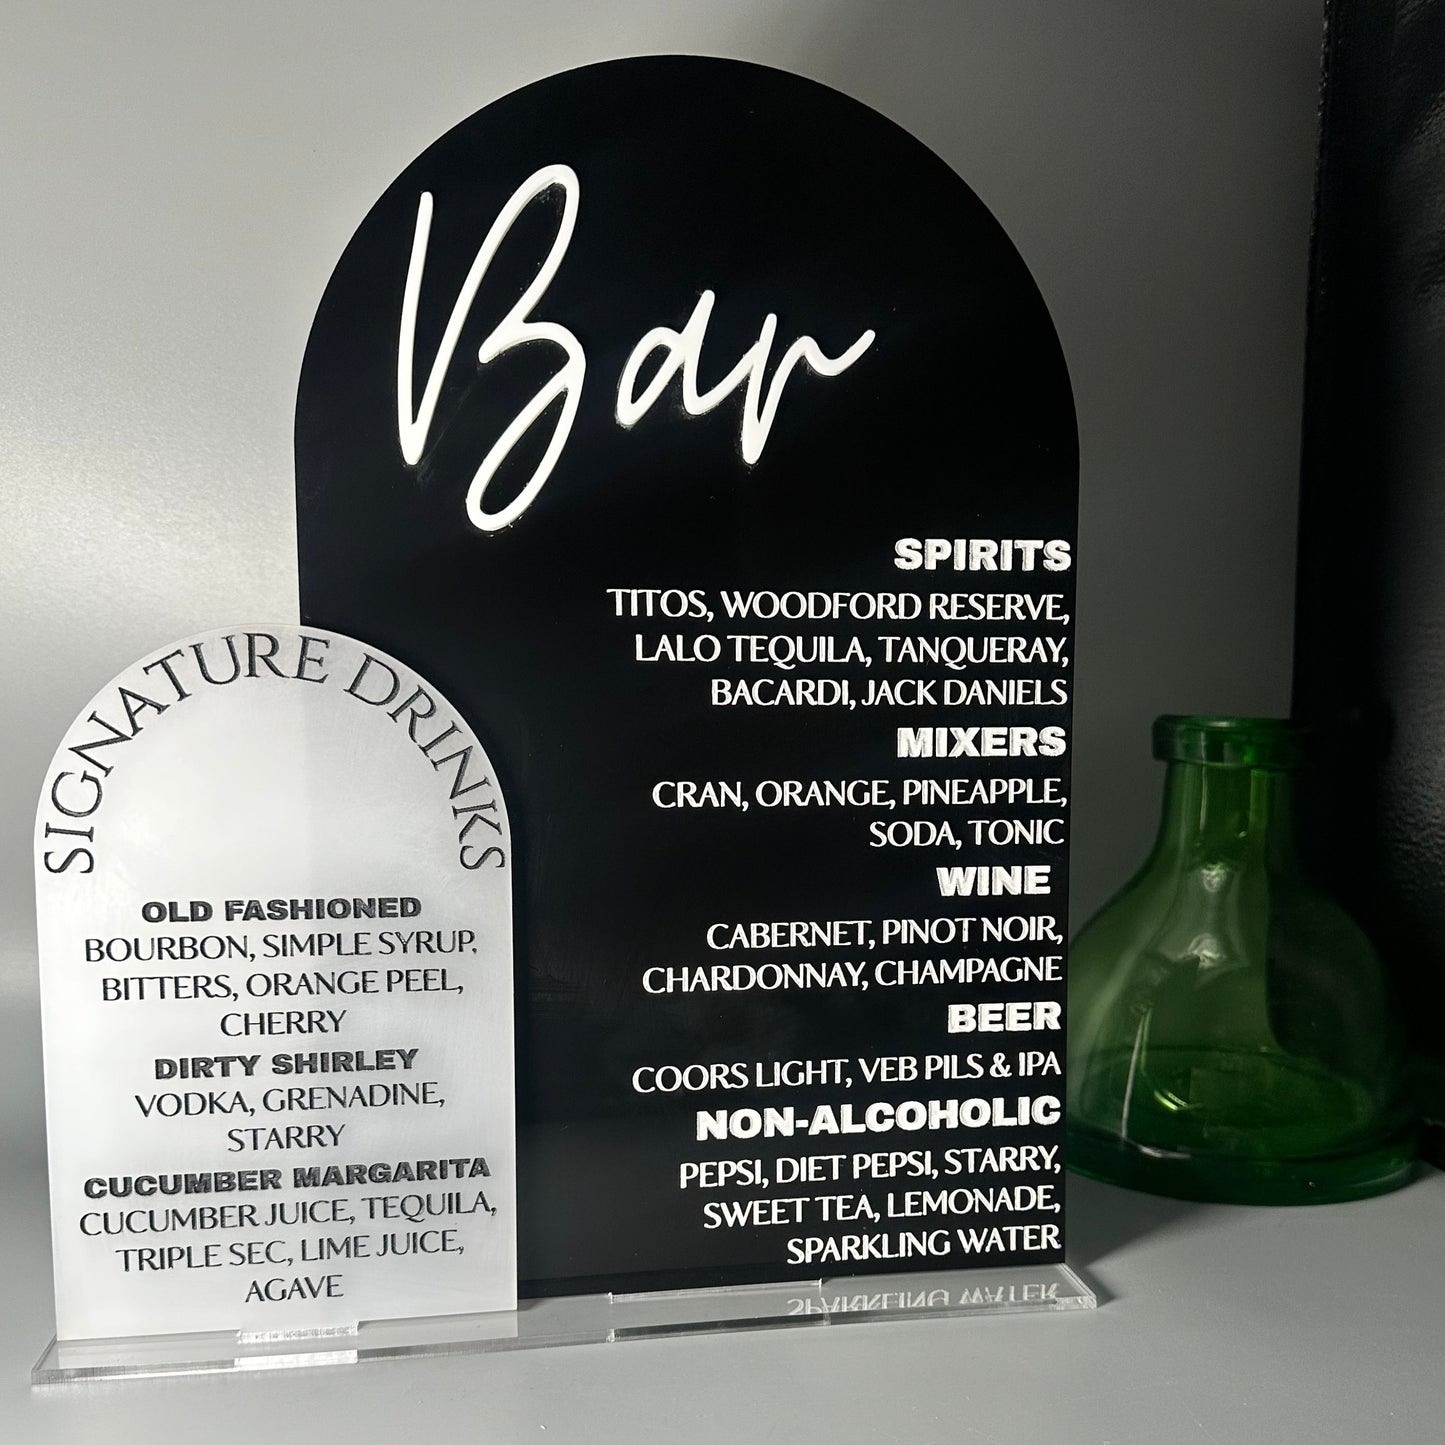 Bar
SPIRITS
TITOS, WOODFORD RESERVE,
LALO TEQUILA, TANQUERAY,
BACARDI, JACK DANIELS
MIXERS
CRAN, ORANGE, PINEAPPLE,
SODA, TONIC
WINE
CABERNET, PINOT NOIR,
CHARDONNAY, CHAMPAGNE
BEER
COORS LIGHT, VEB PILS & IPA
NON-ALCOHOLIC
PEPSI, DIET PEPSI, STARRY,
SWEET TEA, LEMONADE,
SPARKLING WATER
SIGNATURE DRINKS
OLD FASHIONED
BOURBON, SIMPLE SYRUP,
BITTERS, ORANGE PEEL,
CHERRY
DIRTY SHIRLEY
VODKA, GRENADINE,
STARRY
CUCUMBER MARGARITA
CUCUMBER JUICE, TEQUILA,
TRIPLE SEC, LIME JUICE,
AGAVE